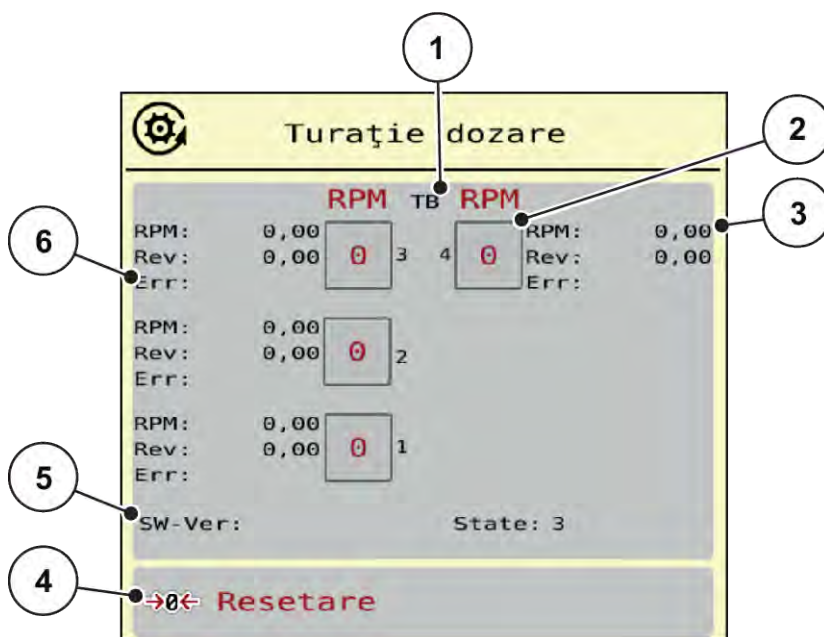 1
Turaţie dozare
2
RPM TB RPM
3
RPM: 0,00 0 3 4 0 RPM: 0,00
6
Rev: 0,00 Rev: 0,00
Err: Err:
RPM: 0,00
Rev: 0,00 0 2
Err:
RPM: 0,00
Rev: 0,00 0 1
Err:
5
SW-Ver: State: 3
4
→0← Resetare